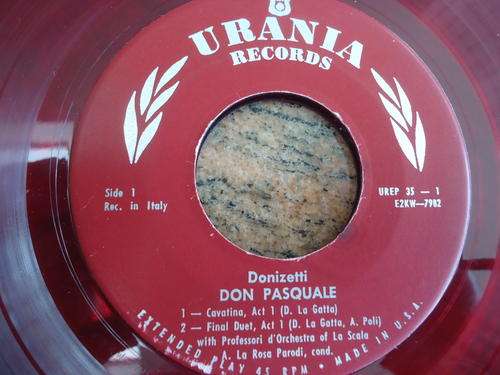 URANIA
RECORDS
Side 1
Rec. in Italy
UREP 35 — 1
E2KW—7982
Donizetti
DON PASQUALE
1 — Cavatina, Act 1 (D. La Gatta)
2 — Final Duet, Act 1 (D. La Gatta, A. Poli)
with Professori d'Orchestra of La Scala
A. La Rosa Parodi, cond.
EXTENDED PLAY 45 RPM • MADE IN U.S.A.